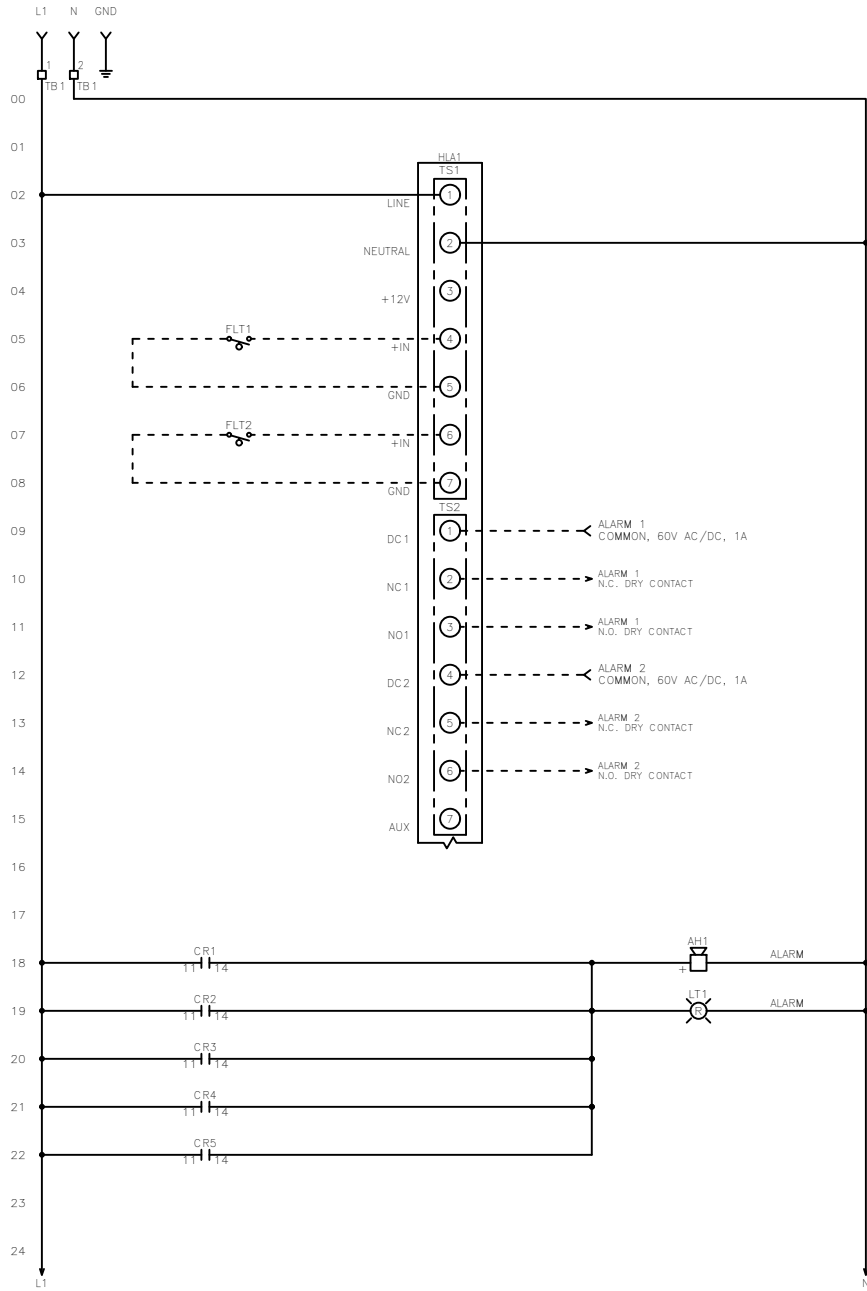 L1 N GND
1 2
TB1 TB1
00
01
HLA1
TS1
02 LINE 1
03 NEUTRAL 2
04 +12V 3
FLT1
05 +IN 4
06 GND 5
FLT2
07 +IN 6
08 GND 7
TS2
09 DC1 1 ALARM 1
COMMON, 60V AC/DC, 1A
10 NC1 2 ALARM 1
N.C. DRY CONTACT
11 NO1 3 ALARM 1
N.O. DRY CONTACT
12 DC2 4 ALARM 2
COMMON, 60V AC/DC, 1A
13 NC2 5 ALARM 2
N.C. DRY CONTACT
14 NO2 6 ALARM 2
N.O. DRY CONTACT
15 AUX 7
16
17
CR1 AH1 ALARM
18 11 14 +
CR2 LT1 ALARM
19 11 14 R
CR3
20 11 14
CR4
21 11 14
CR5
22 11 14
23
24
L1 N